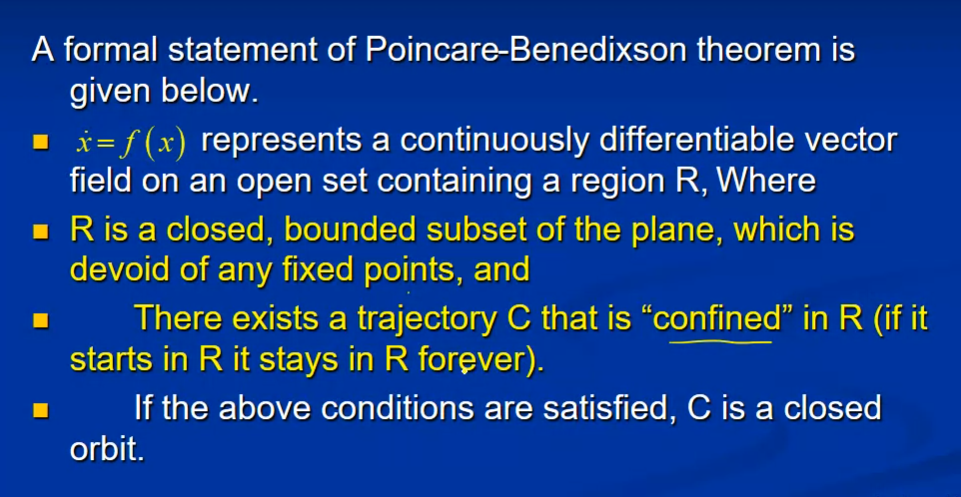 A formal statement of Poincare-Benedixson theorem is
given below.
■ ẋ = f(x) represents a continuously differentiable vector
field on an open set containing a region R, Where
■ R is a closed, bounded subset of the plane, which is
devoid of any fixed points, and
■ There exists a trajectory C that is “confined” in R (if it
starts in R it stays in R forever).
■ If the above conditions are satisfied, C is a closed
orbit.